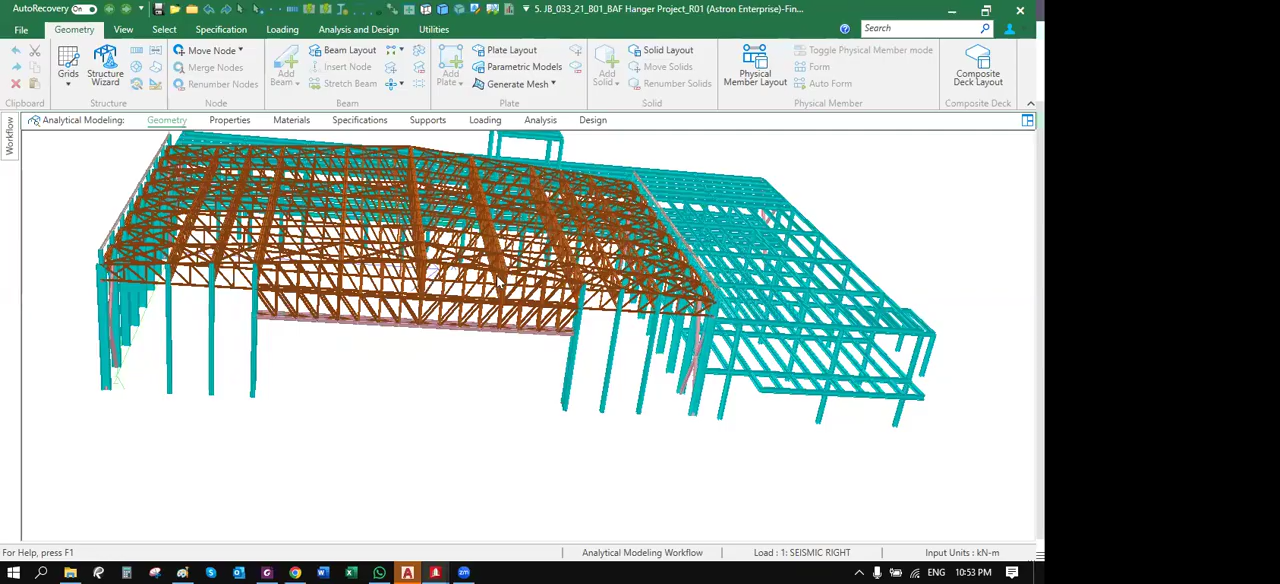 AutoRecovery On 5. JB_033_21_B01_BAF Hanger Project_R01 (Astron Enterprise)-Fin...
File Geometry View Select Specification Loading Analysis and Design Utilities Search
Move Node Beam Layout Plate Layout Solid Layout Toggle Physical Member mode
Grids Structure Wizard Merge Nodes Add Beam Insert Node Add Plate Parametric Models Add Solid Move Solids Physical Member Layout Form Composite Deck Layout
Renumber Nodes Stretch Beam Generate Mesh Renumber Solids Auto Form
Clipboard Structure Node Beam Plate Solid Physical Member Composite Deck
Workflow
Analytical Modeling: Geometry Properties Materials Specifications Supports Loading Analysis Design
For Help, press F1 Analytical Modeling Workflow Load : 1: SEISMIC RIGHT Input Units : kN-m
ENG 10:53 PM